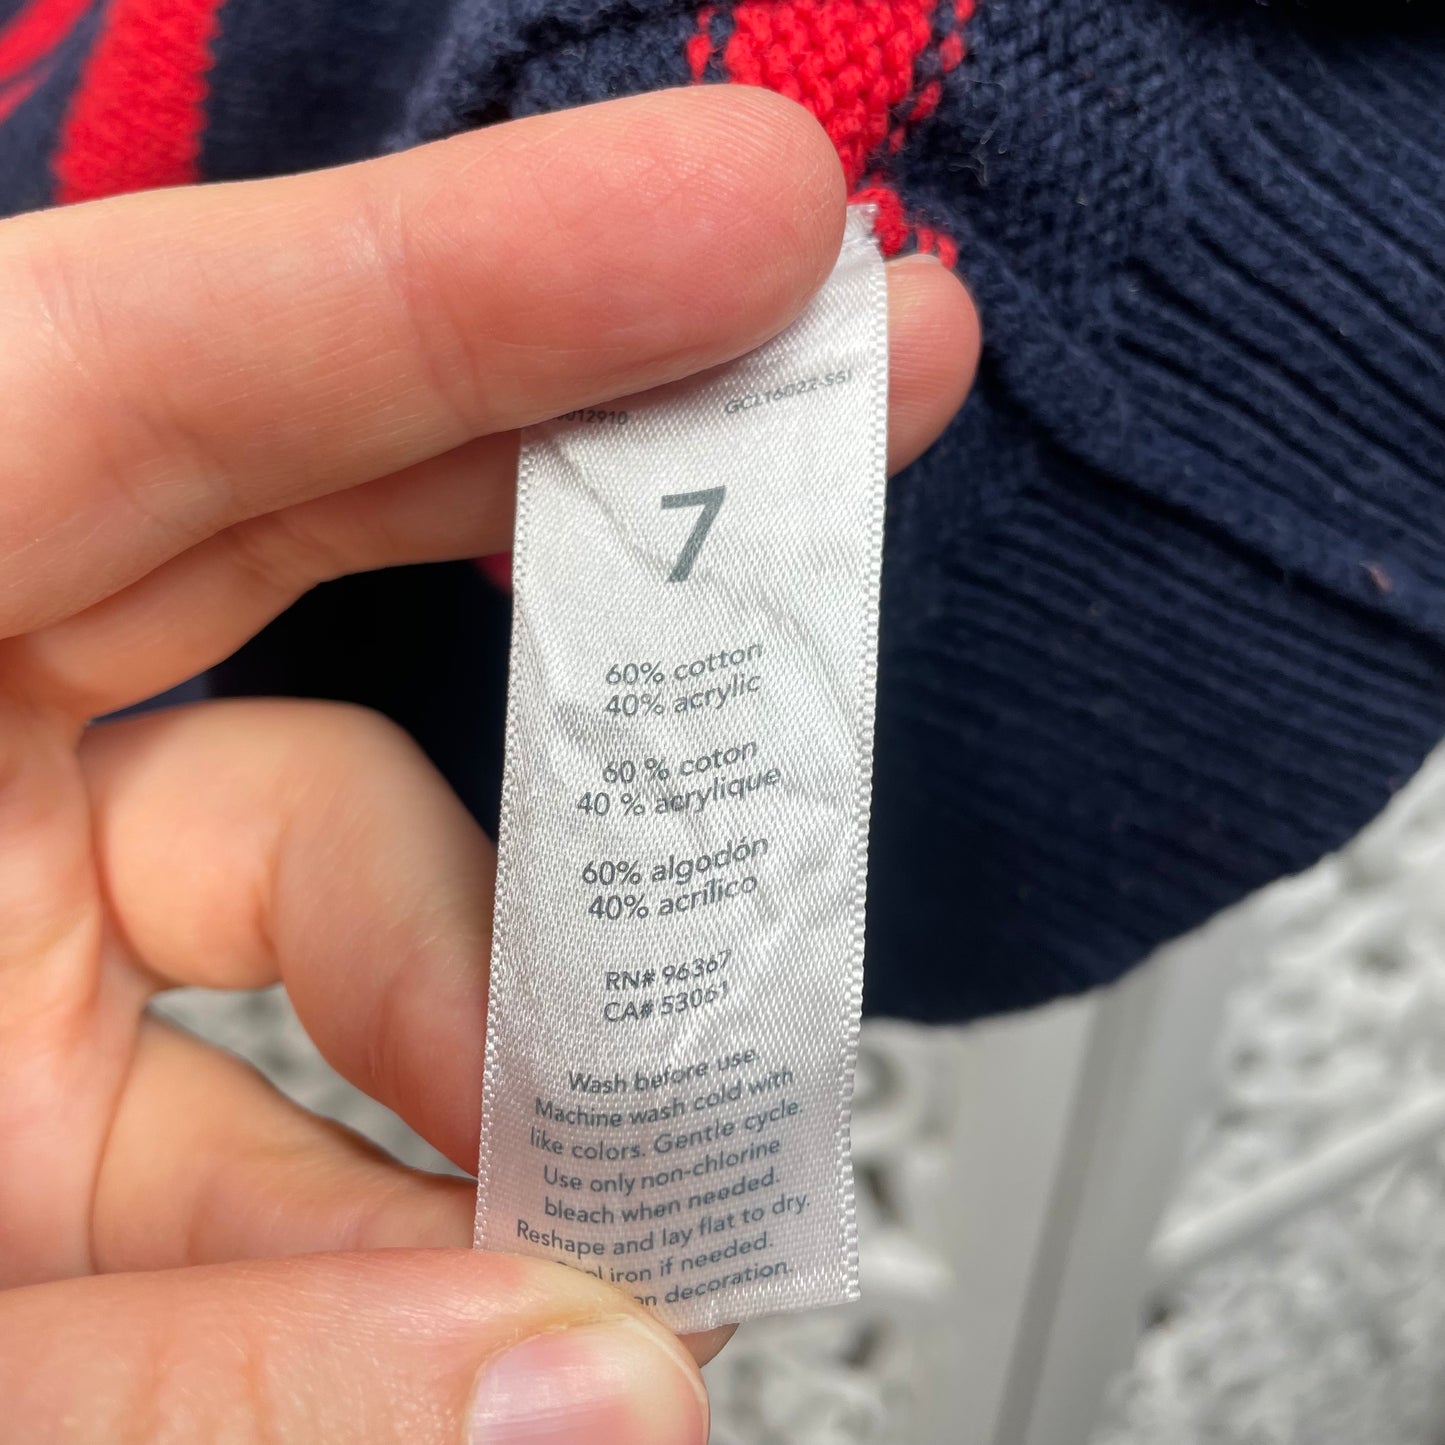 GCL16022-SS1
7
60% cotton
40% acrylic
60 % coton
40 % acrylique
60% algodón
40% acrílico
RN# 96367
CA# 53061
Wash before use.
Machine wash cold with
like colors. Gentle cycle.
Use only non-chlorine
bleach when needed.
Reshape and lay flat to dry.
iron if needed.
decoration.